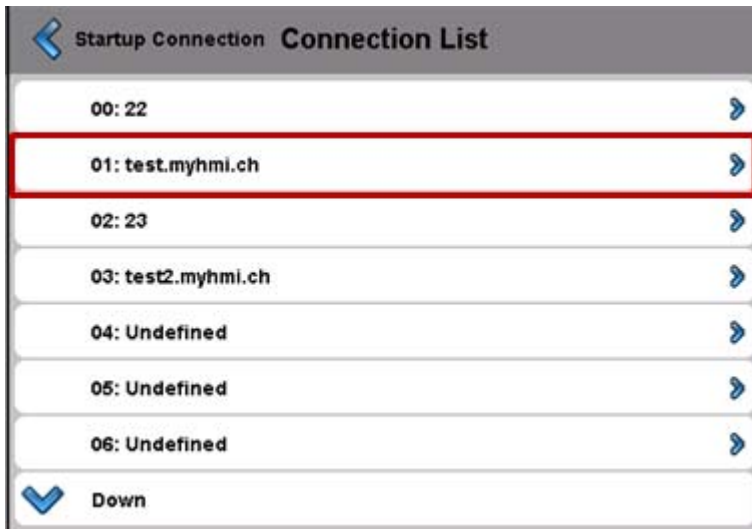 Startup Connection Connection List
00: 22
01: test.myhmi.ch
02: 23
03: test2.myhmi.ch
04: Undefined
05: Undefined
06: Undefined
Down